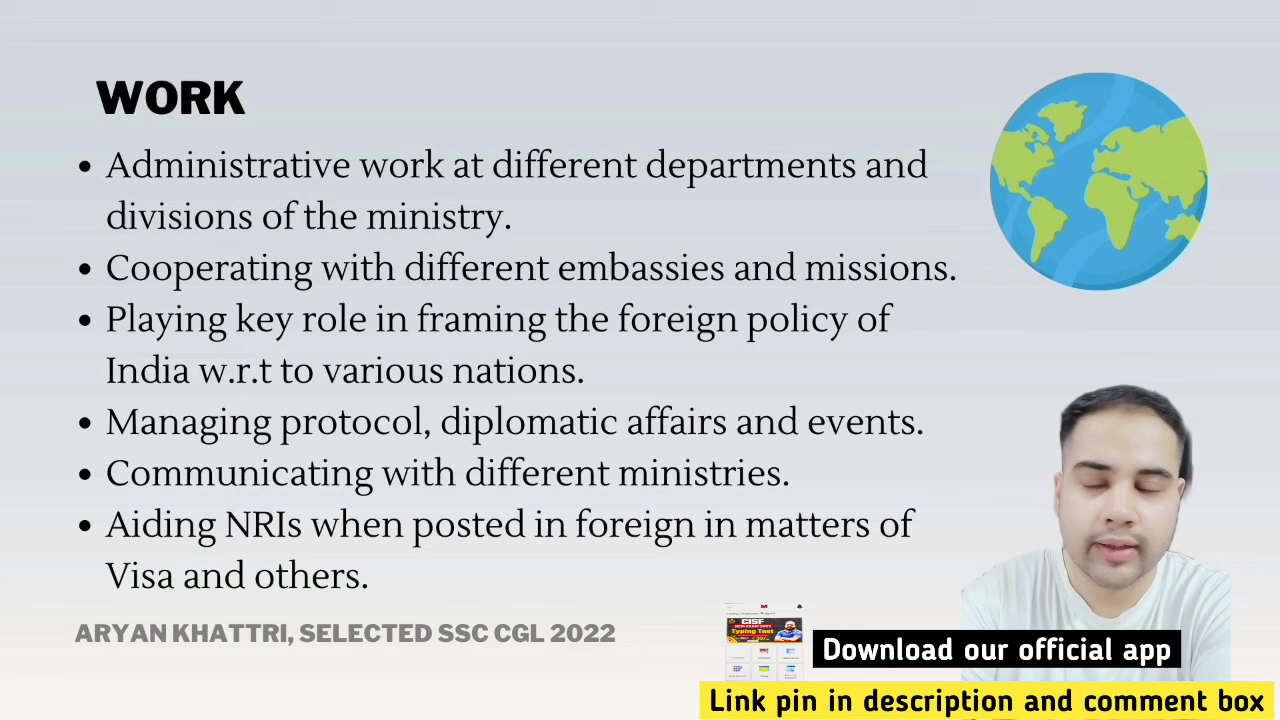 WORK
• Administrative work at different departments and
divisions of the ministry.
• Cooperating with different embassies and missions.
• Playing key role in framing the foreign policy of
India w.r.t to various nations.
• Managing protocol, diplomatic affairs and events.
• Communicating with different ministries.
• Aiding NRIs when posted in foreign in matters of
Visa and others.
ARYAN KHATTRI, SELECTED SSC CGL 2022
CISF
Typing Test
Download our official app
Link pin in description and comment box